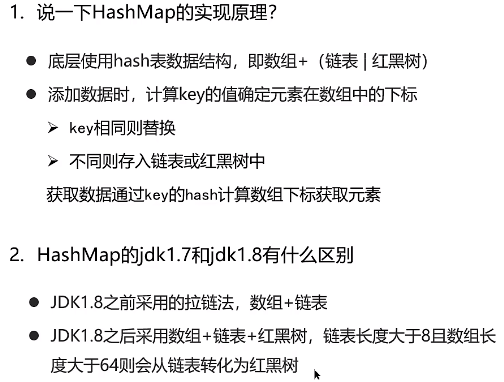 1. 说一下HashMap的实现原理?
● 底层使用hash表数据结构，即数组+（链表 | 红黑树）
● 添加数据时，计算key的值确定元素在数组中的下标
➢ key相同则替换
➢ 不同则存入链表或红黑树中
获取数据通过key的hash计算数组下标获取元素
2. HashMap的jdk1.7和jdk1.8有什么区别
● JDK1.8之前采用的拉链法，数组+链表
● JDK1.8之后采用数组+链表+红黑树，链表长度大于8且数组长
度大于64则会从链表转化为红黑树